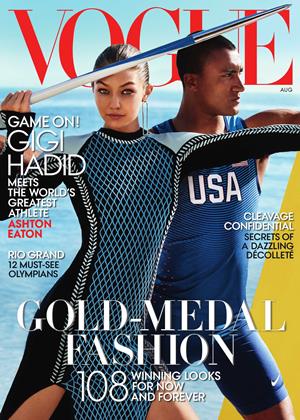 VOGUE
AUG
GAME ON!
GIGI
HADID
MEETS
THE WORLD'S
GREATEST
ATHLETE
ASHTON
EATON
RIO GRAND
12 MUST-SEE
OLYMPIANS
USA
CLEAVAGE
CONFIDENTIAL
SECRETS OF
A DAZZLING
DÉCOLLETÉ
GOLD-MEDAL
FASHION
108 WINNING LOOKS
FOR NOW
AND FOREVER